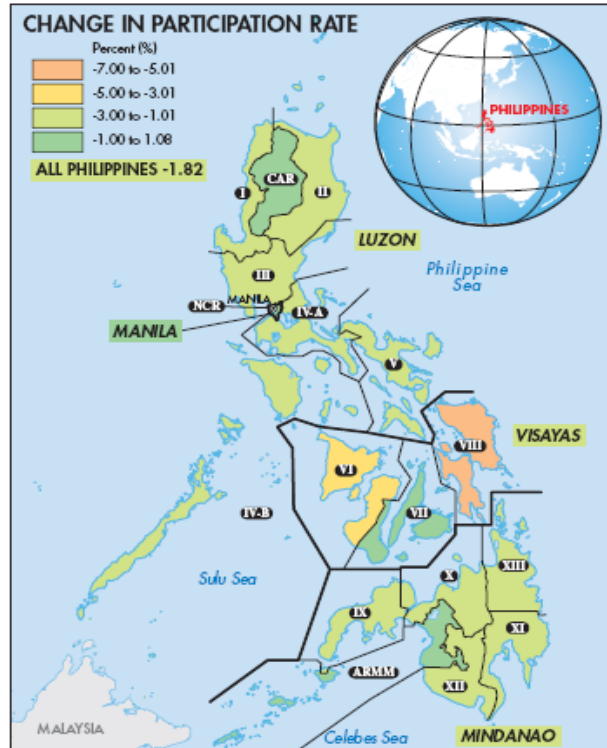 CHANGE IN PARTICIPATION RATE
Percent (%)
-7.00 to -5.01
-5.00 to -3.01
-3.00 to -1.01
-1.00 to 1.08
ALL PHILIPPINES -1.82
PHILIPPINES
CAR
I
II
LUZON
III
Philippine
Sea
NCR
MANILA
IV-A
MANILA
V
VIII
VISAYAS
VI
IV-B
VII
Sulu Sea
X
XIII
IX
XI
ARMM
XII
MALAYSIA
Celebes Sea
MINDANAO